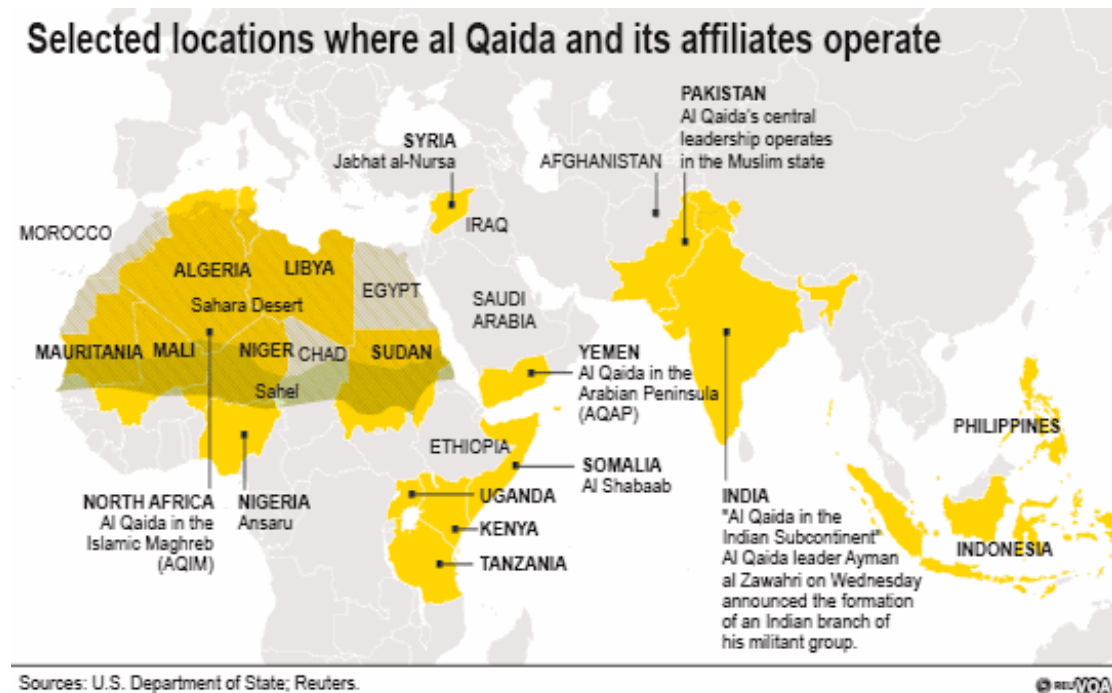 Selected locations where al Qaida and its affiliates operate
PAKISTAN
Al Qaida's central
leadership operates
in the Muslim state
SYRIA
Jabhat al-Nursa
AFGHANISTAN
IRAQ
MOROCCO
ALGERIA
LIBYA
EGYPT
SAUDI
ARABIA
Sahara Desert
MAURITANIA
MALI
NIGER
CHAD
SUDAN
Sahel
YEMEN
Al Qaida in the
Arabian Peninsula
(AQAP)
ETHIOPIA
PHILIPPINES
SOMALIA
Al Shabaab
NORTH AFRICA
Al Qaida in the
Islamic Maghreb
(AQIM)
NIGERIA
Ansaru
UGANDA
KENYA
TANZANIA
INDIA
"Al Qaida in the
Indian Subcontinent"
Al Qaida leader Ayman
al Zawahri on Wednesday
announced the formation
of an Indian branch of
his militant group.
INDONESIA
Sources: U.S. Department of State; Reuters.
VOA